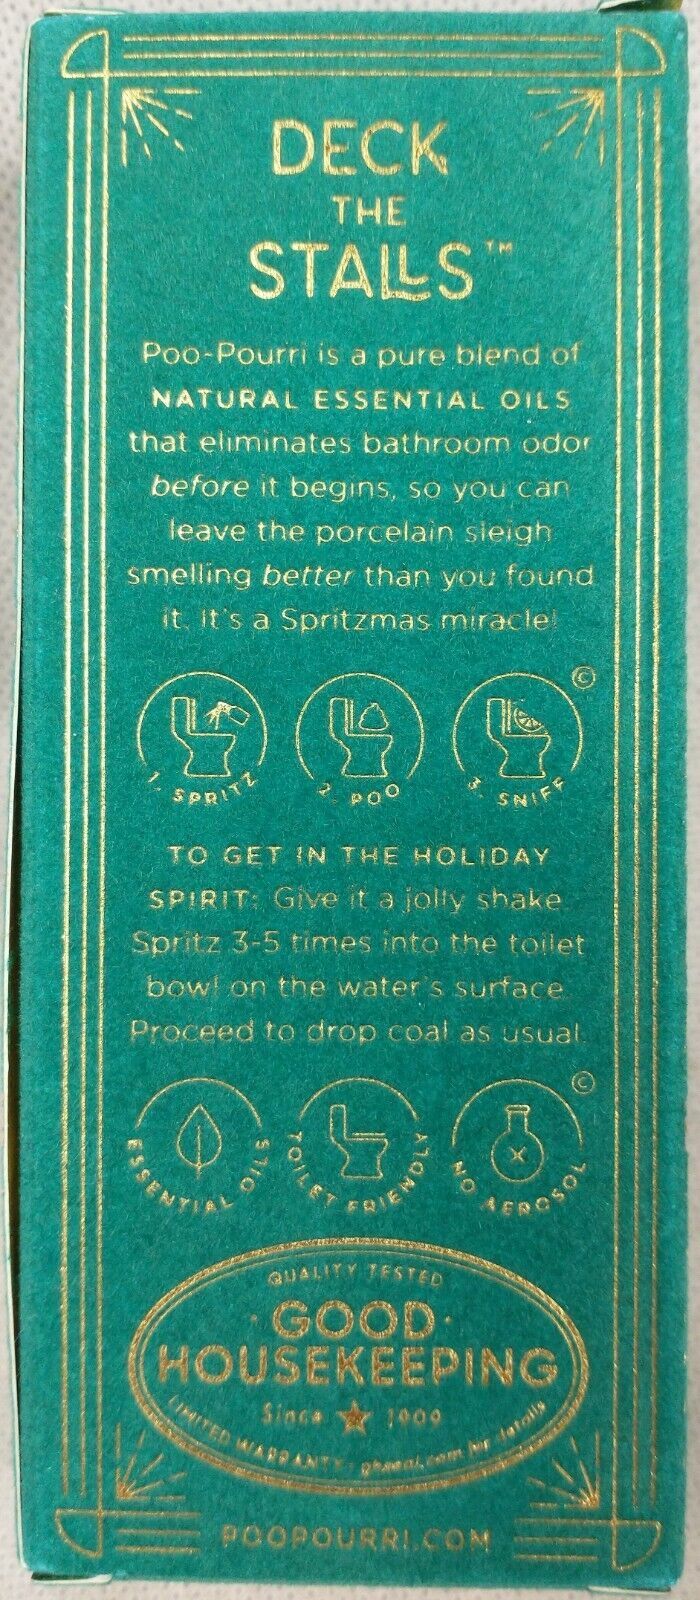 DECK
THE
STALLS™
Poo-Pourri is a pure blend of
NATURAL ESSENTIAL OILS
that eliminates bathroom odor
before it begins, so you can
leave the porcelain sleigh
smelling better than you found
it. It's a Spritzmas miracle!
©
1. SPRITZ
2. POO
3. SNIFF
TO GET IN THE HOLIDAY
SPIRIT: Give it a jolly shake.
Spritz 3-5 times into the toilet
bowl on the water's surface.
Proceed to drop coal as usual.
©
ESSENTIAL OILS
TOILET FRIENDLY
NO AEROSOL
QUALITY TESTED
· GOOD ·
HOUSEKEEPING
Since ★ 1909
LIMITED WARRANTY· ghseal.com for details
POOPOURRI.COM